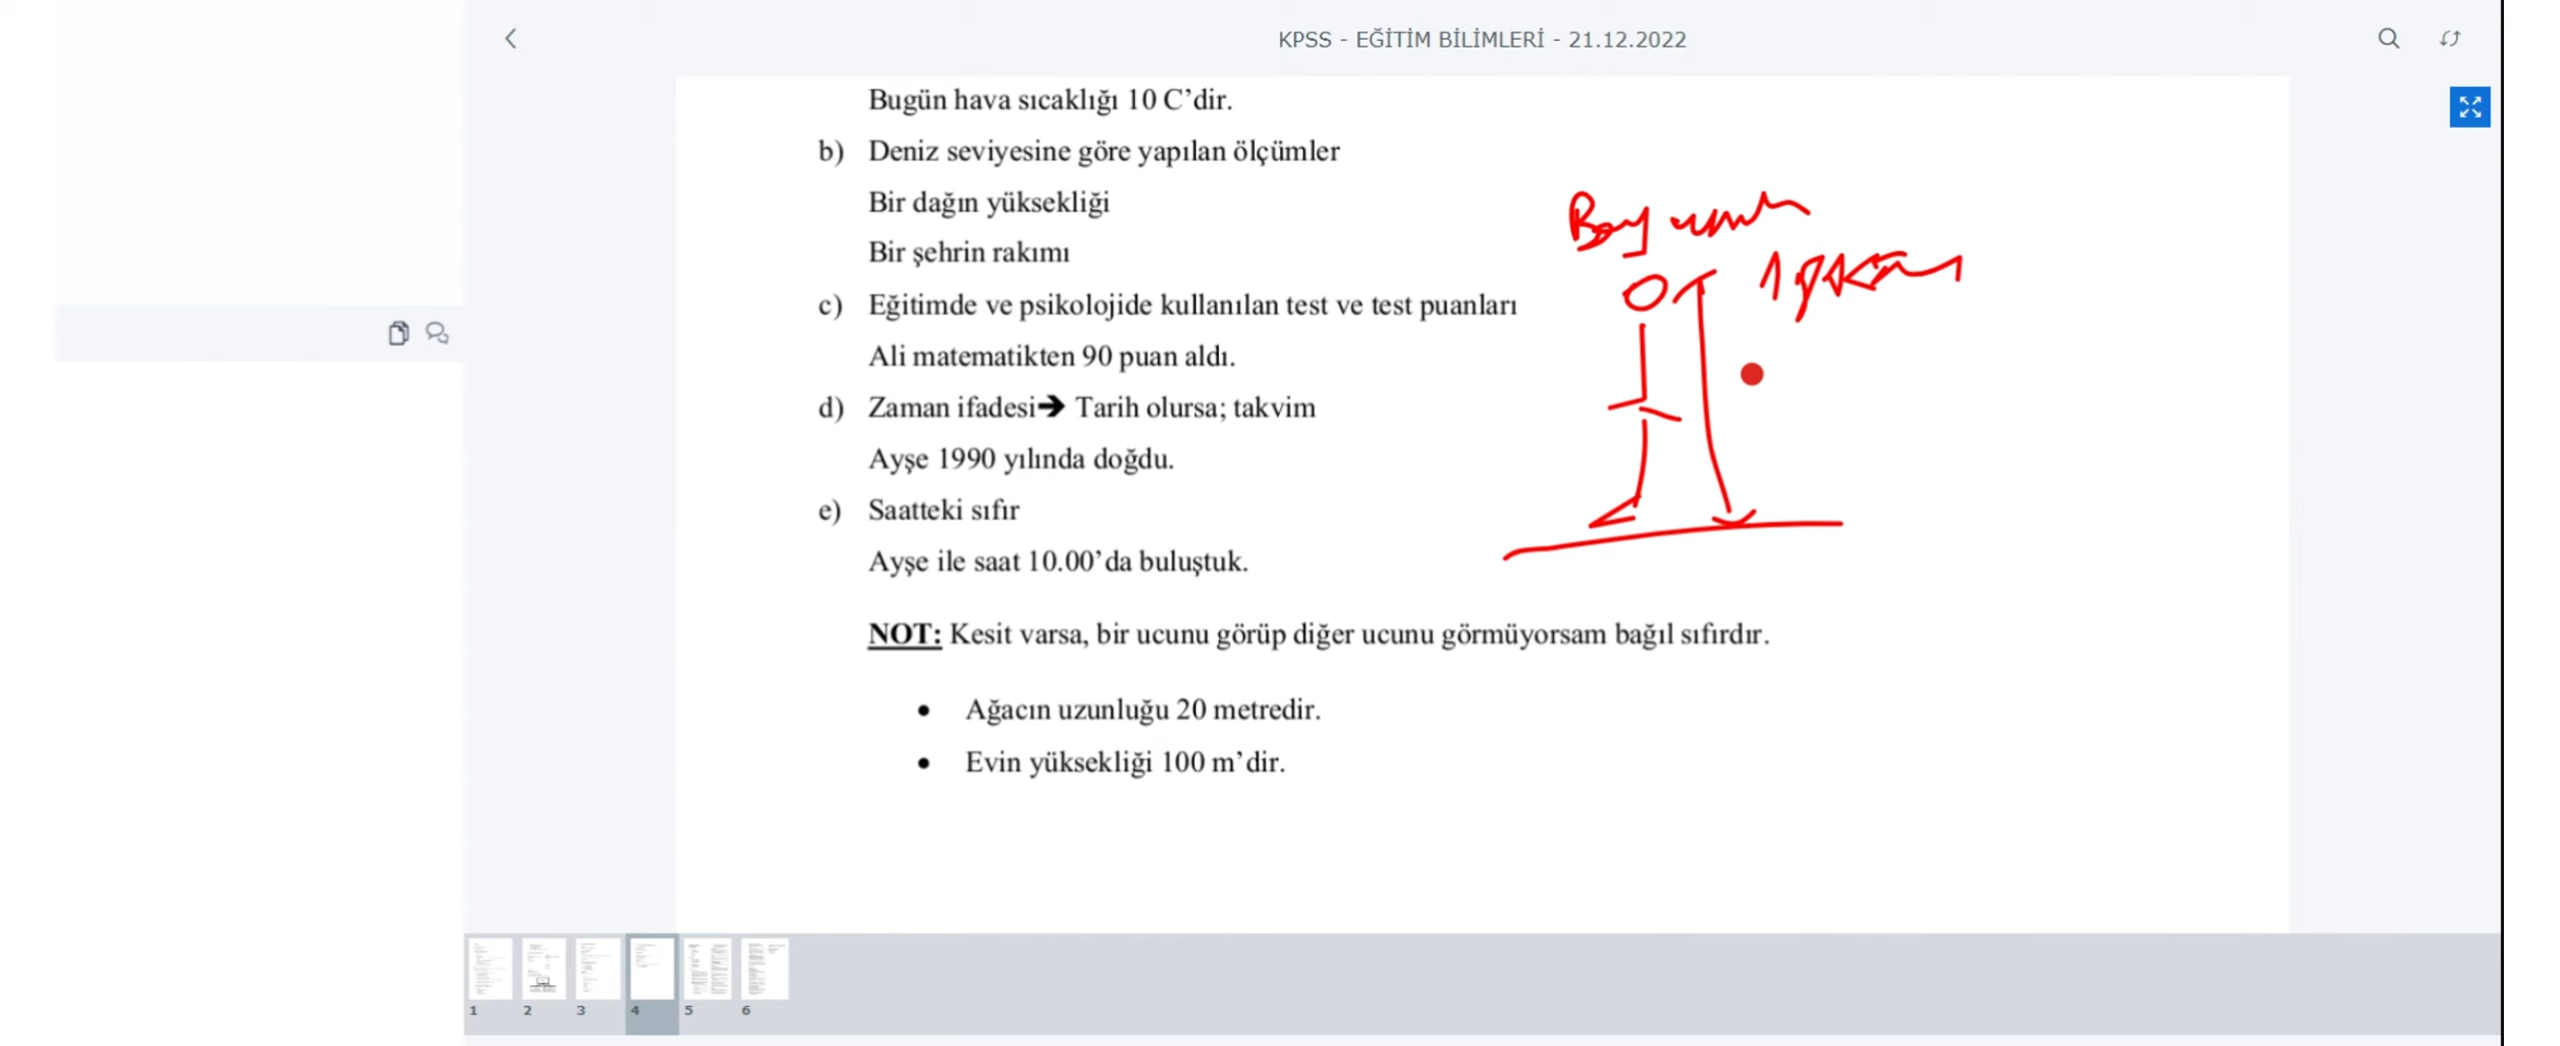 KPSS - EĞİTİM BİLİMLERİ - 21.12.2022
Bugün hava sıcaklığı 10 C’dir.
b) Deniz seviyesine göre yapılan ölçümler
Bir dağın yüksekliği
Bir şehrin rakımı
c) Eğitimde ve psikolojide kullanılan test ve test puanları
Ali matematikten 90 puan aldı.
d) Zaman ifadesi➔ Tarih olursa; takvim
Ayşe 1990 yılında doğdu.
e) Saatteki sıfır
Ayşe ile saat 10.00’da buluştuk.
NOT: Kesit varsa, bir ucunu görüp diğer ucunu görmüyorsam bağıl sıfırdır.
• Ağacın uzunluğu 20 metredir.
• Evin yüksekliği 100 m’dir.
Boy
1 2 3 4 5 6